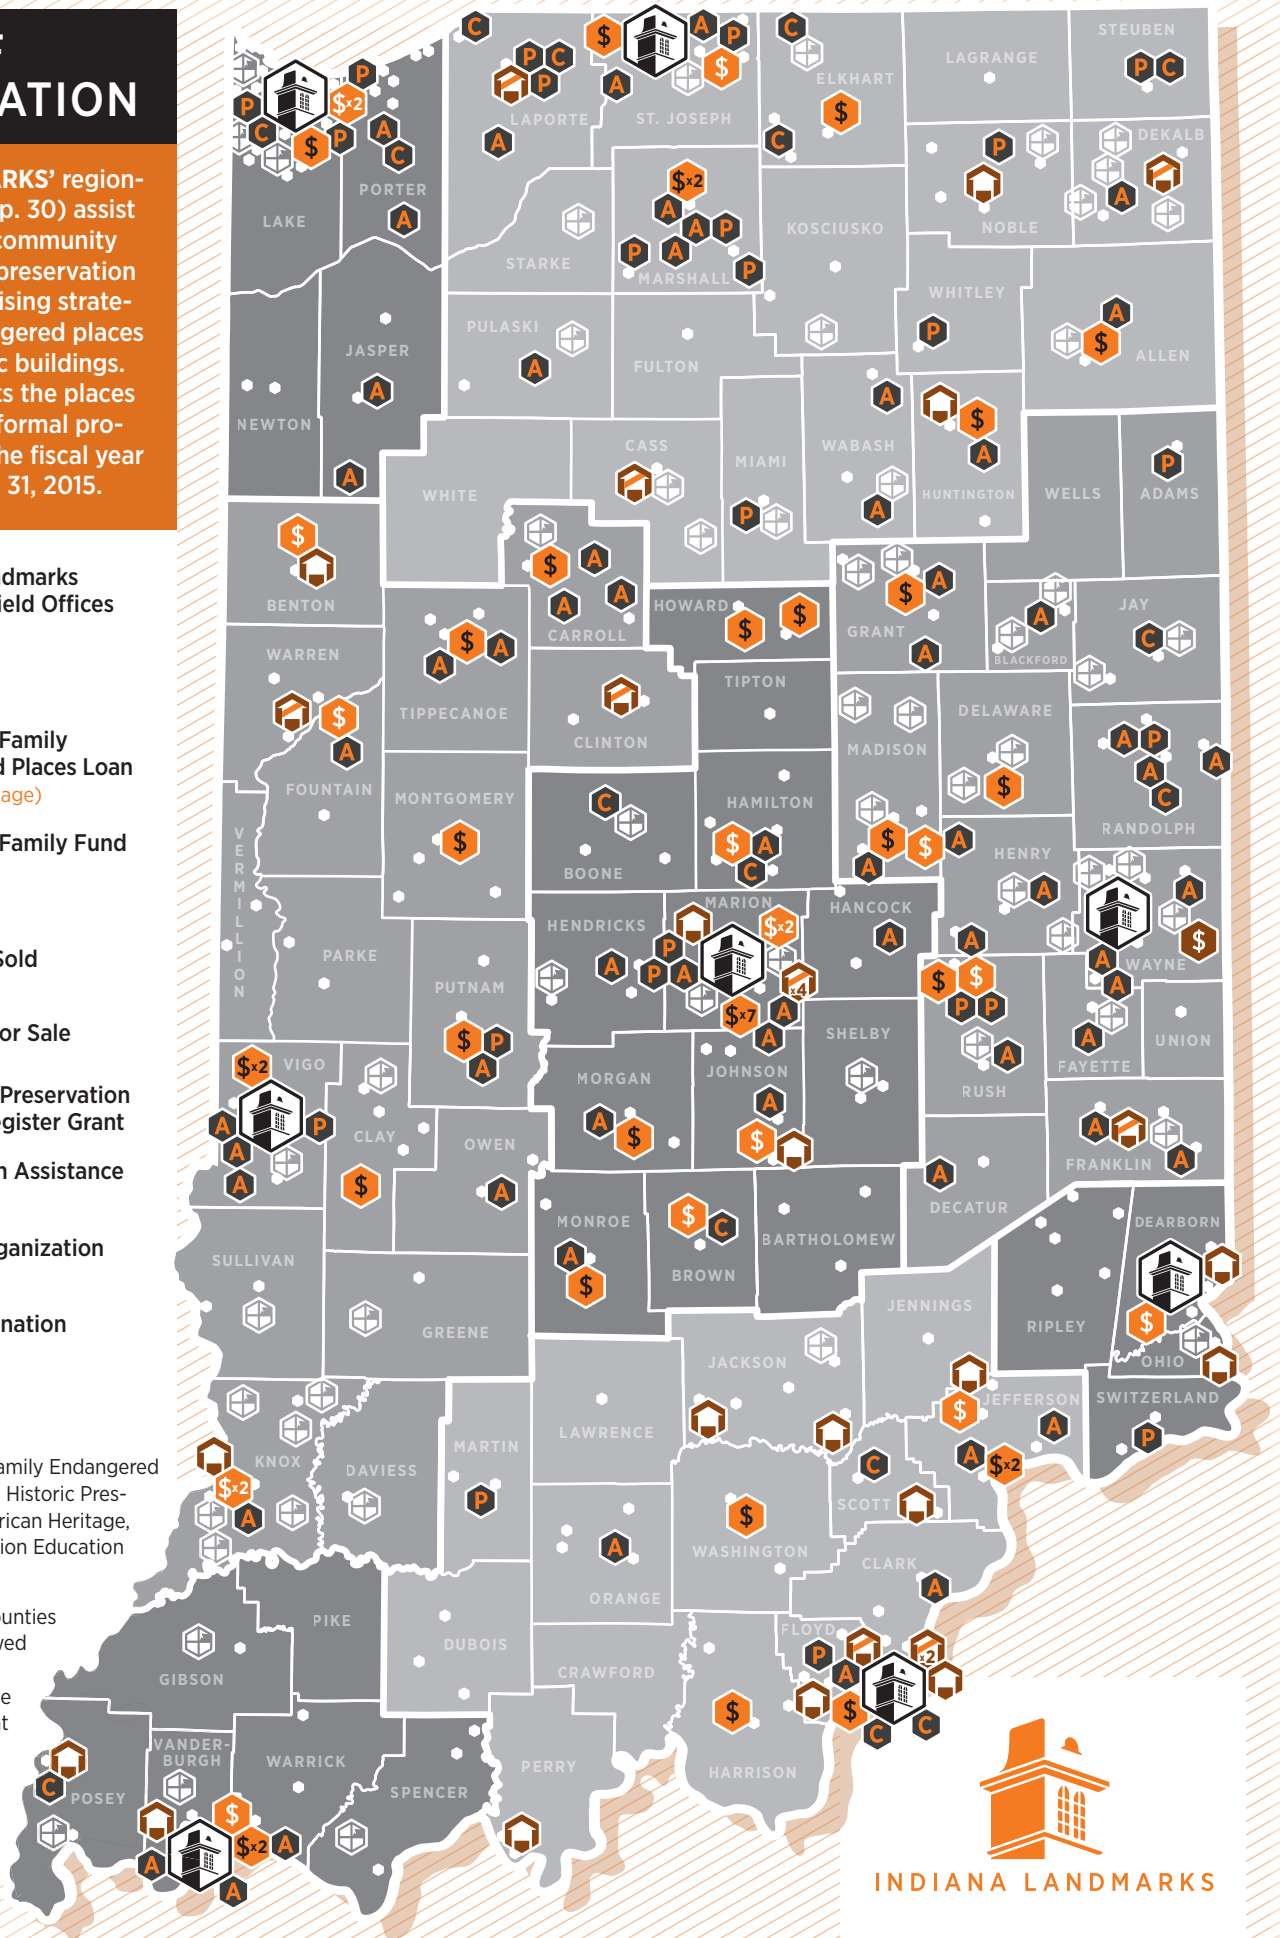 ATION
ARKS’ region-
p. 30) assist
community
preservation
ising strate-
gered places
c buildings.
ts the places
formal pro-
he fiscal year
31, 2015.
dmarks
ield Offices
Family
d Places Loan
age)
Family Fund
Sold
or Sale
Preservation
egister Grant
n Assistance
ganization
nation
amily Endangered
Historic Pres-
rican Heritage,
ion Education
ounties
ved
e
t
STEUBEN
LAGRANGE
ELKHART
ST. JOSEPH
LAPORTE
DEKALB
PORTER
LAKE
NOBLE
KOSCIUSKO
STARKE
MARSHALL
WHITLEY
PULASKI
JASPER
ALLEN
FULTON
NEWTON
CASS
WABASH
MIAMI
WHITE
HUNTINGTON
WELLS
ADAMS
BENTON
HOWARD
JAY
CARROLL
GRANT
WARREN
BLACKFORD
TIPTON
TIPPECANOE
DELAWARE
CLINTON
MADISON
FOUNTAIN
MONTGOMERY
HAMILTON
RANDOLPH
VERMILLION
BOONE
HENRY
MARION
HANCOCK
HENDRICKS
PARKE
WAYNE
PUTNAM
SHELBY
UNION
VIGO
JOHNSON
FAYETTE
MORGAN
RUSH
CLAY
OWEN
FRANKLIN
DECATUR
MONROE
DEARBORN
BARTHOLOMEW
SULLIVAN
BROWN
JENNINGS
RIPLEY
GREENE
JACKSON
OHIO
JEFFERSON
SWITZERLAND
LAWRENCE
MARTIN
KNOX
DAVIESS
SCOTT
WASHINGTON
CLARK
ORANGE
PIKE
FLOYD
DUBOIS
CRAWFORD
GIBSON
VANDER-
BURGH
WARRICK
PERRY
HARRISON
SPENCER
POSEY
INDIANA LANDMARKS